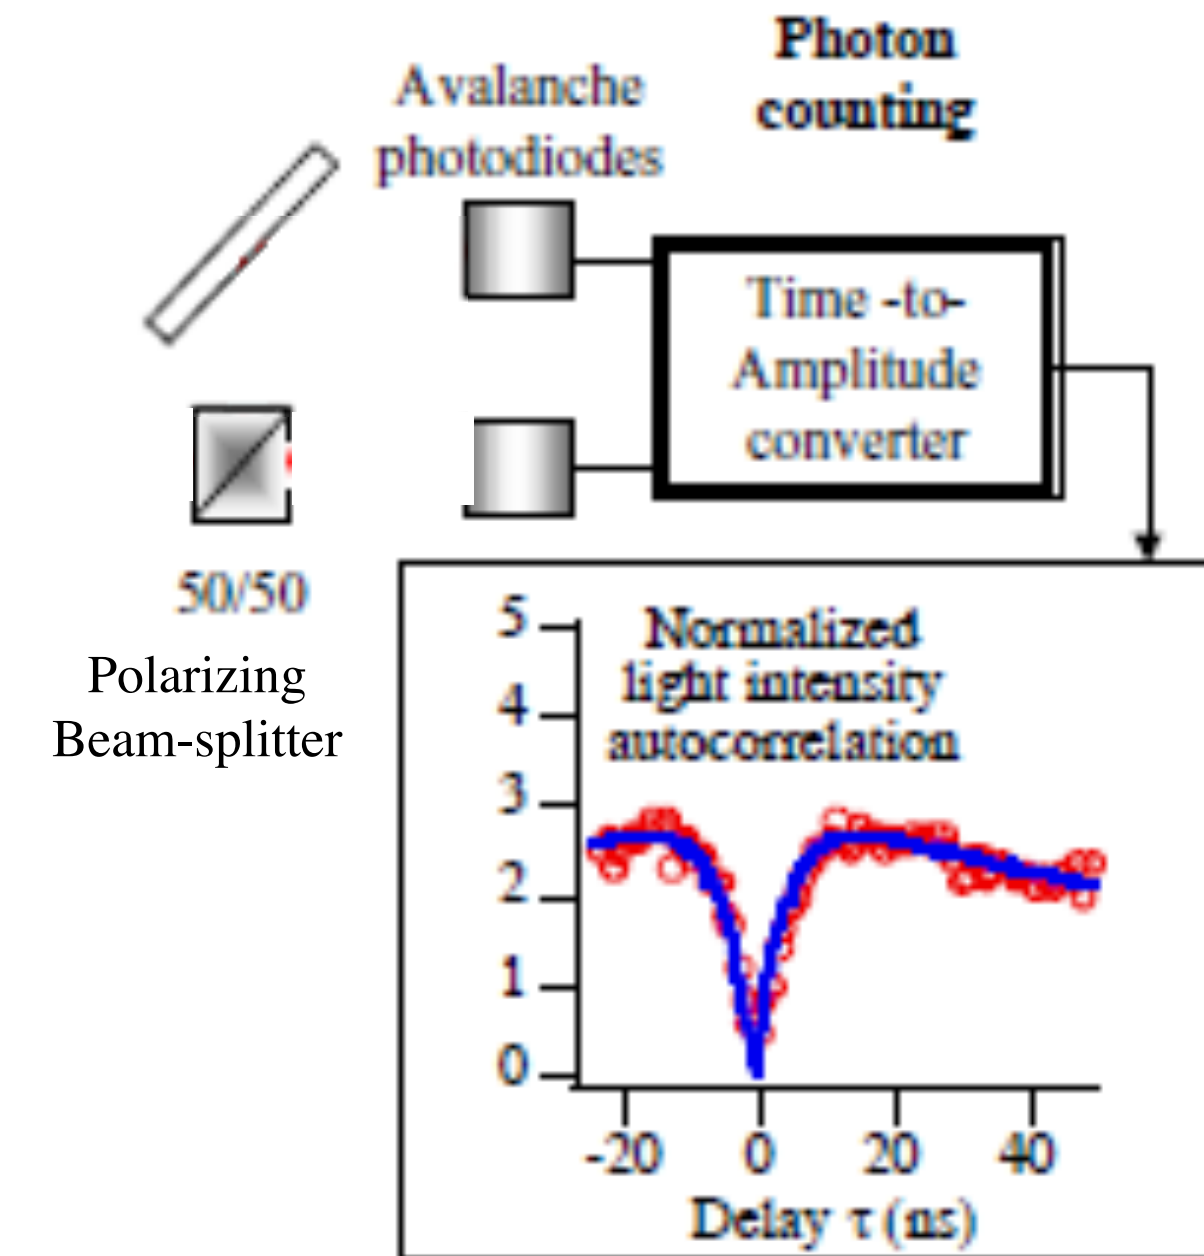 Photon
counting
Avalanche
photodiodes
Time -to-
Amplitude
converter
50/50
Polarizing
Beam-splitter
Normalized
light intensity
autocorrelation
5
4
3
2
1
0
-20 0 20 40
Delay τ (ns)